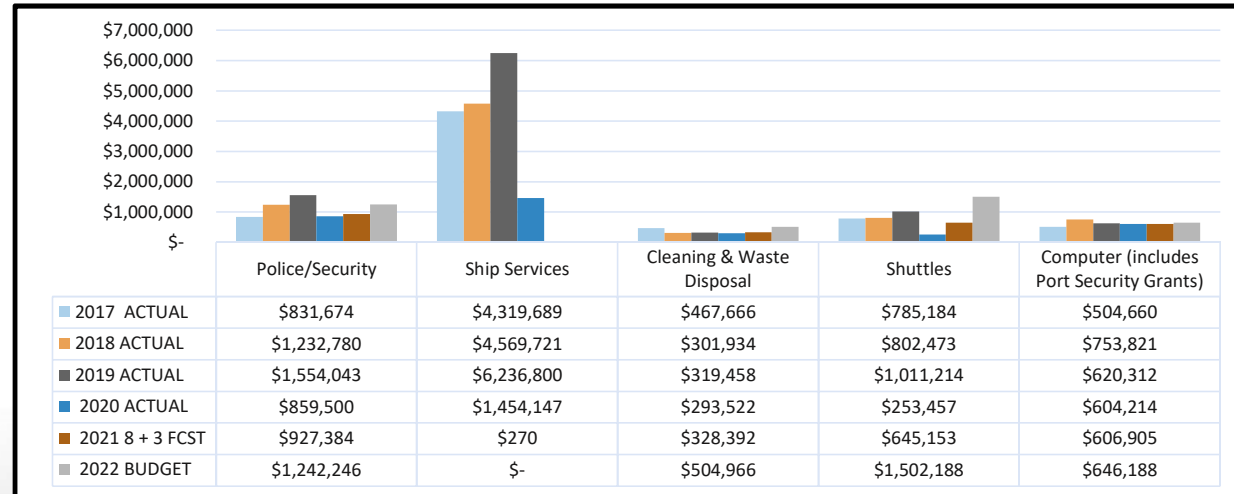 $7,000,000
$6,000,000
$5,000,000
$4,000,000
$3,000,000
$2,000,000
$1,000,000
$-
Police/Security Ship Services Cleaning & Waste Disposal Shuttles Computer (includes Port Security Grants)
2017 ACTUAL $831,674 $4,319,689 $467,666 $785,184 $504,660
2018 ACTUAL $1,232,780 $4,569,721 $301,934 $802,473 $753,821
2019 ACTUAL $1,554,043 $6,236,800 $319,458 $1,011,214 $620,312
2020 ACTUAL $859,500 $1,454,147 $293,522 $253,457 $604,214
2021 8 + 3 FCST $927,384 $270 $328,392 $645,153 $606,905
2022 BUDGET $1,242,246 $- $504,966 $1,502,188 $646,188